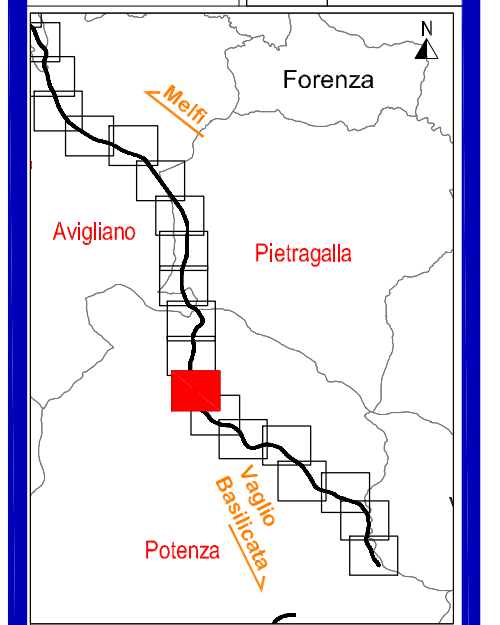 N
Forenza
Melfi
Avigliano
Pietragalla
Vaglio
Basilicata
Potenza